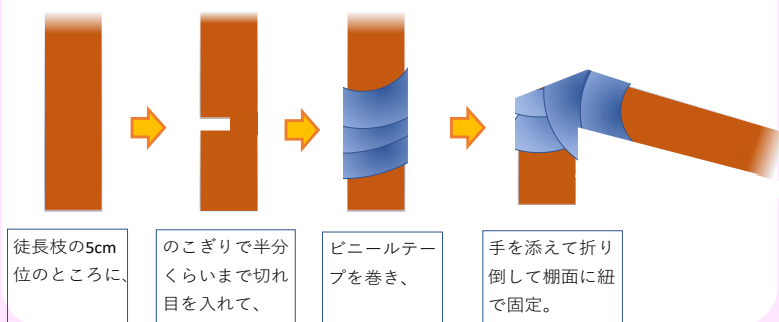 徒長枝の5cm
位のところに、
のこぎりで半分
くらいまで切れ
目を入れて、
ビニールテー
プを巻き、
手を添えて折り
倒して棚面に紐
で固定。